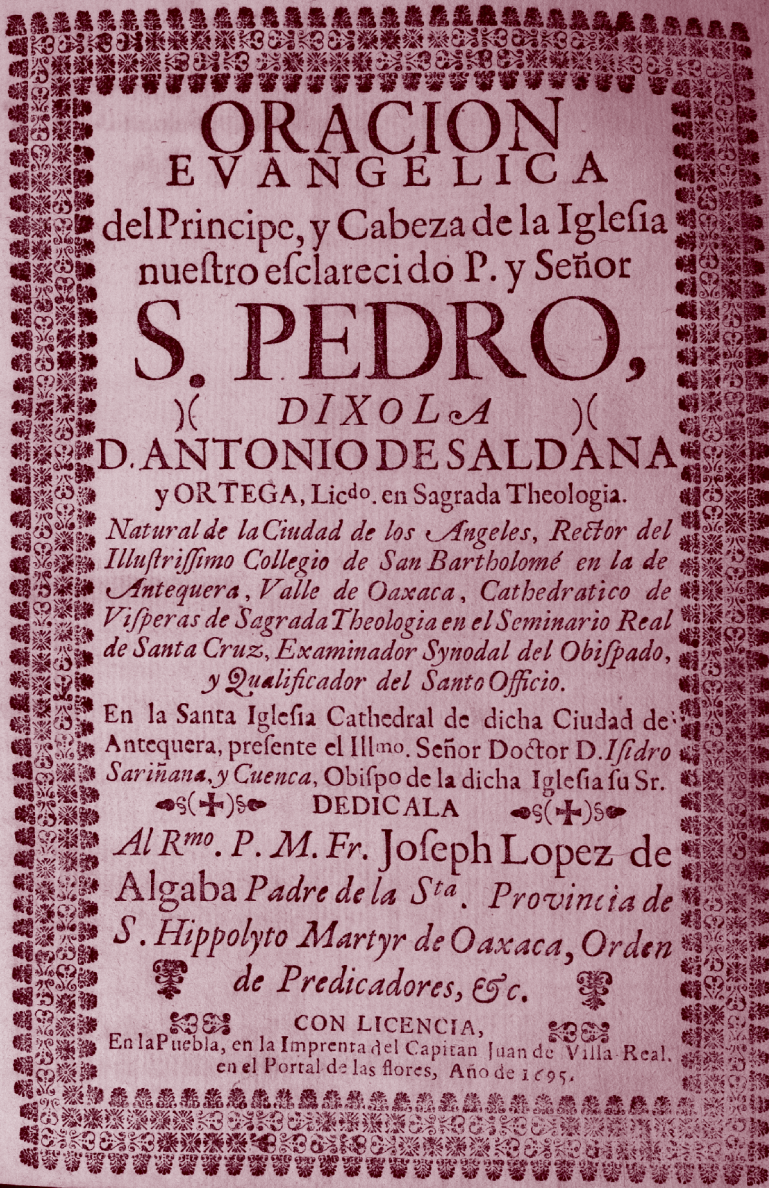 ORACION
EVANGELICA
del Principe, y Cabeza de la Igleſia
nueſtro eſclarecido P. y Señor
S. PEDRO,
)( DIXOLA )(
D. ANTONIO DE SALDANA
y ORTEGA, Licdo. en Sagrada Theologia.
Natural de la Ciudad de los Angeles, Rector del
Illuſtriſſimo Collegio de San Bartholomé en la de
Antequera, Valle de Oaxaca, Cathedratico de
Viſperas de Sagrada Theologia en el Seminario Real
de Santa Cruz, Examinador Synodal del Obiſpado,
y Qualificador del Santo Officio.
En la Santa Igleſia Cathedral de dicha Ciudad de
Antequera, preſente el Illmo. Señor Doctor D. Iſidro
Sariñana, y Cuenca, Obiſpo de la dicha Igleſia ſu Sr.
§(✠)§ DEDICALA §(✠)§
Al Rmo. P. M. Fr. Joſeph Lopez de
Algaba Padre de la Sta. Provincia de
S. Hippolyto Martyr de Oaxaca, Orden
de Predicadores, &c.
CON LICENCIA,
En la Puebla, en la Imprenta del Capitan Juan de Villa-Real.
en el Portal de las flores, Año de 1695.